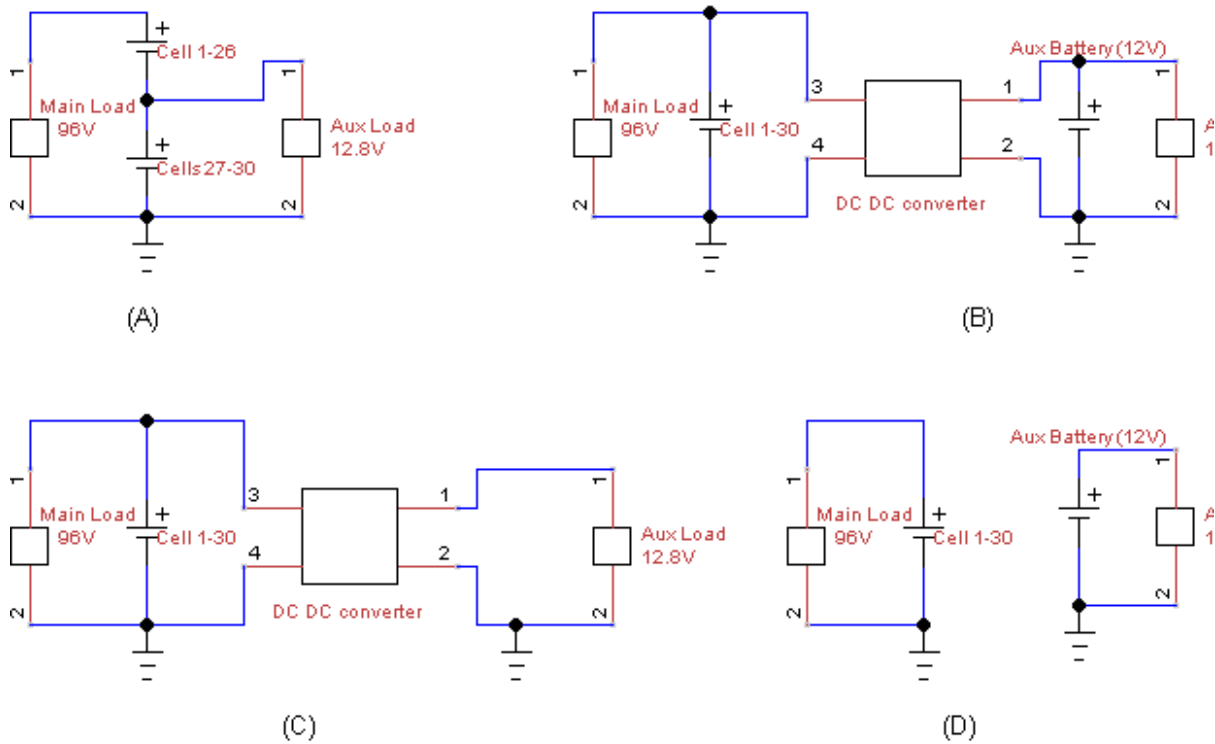 1
Cell 1-26
Main Load
96V
2
Cells 27-30
1
Aux Load
12.8V
2
(A)
Main Load
96V
1
2
Cell 1-30
3
4
DC DC converter
1
2
Aux Battery (12V)
1
A
1
2
(B)
1
Main Load
96V
2
Cell 1-30
3
4
DC DC converter
1
2
1
Aux Load
12.8V
2
(C)
1
Main Load
96V
2
Cell 1-30
Aux Battery (12V)
1
A
1
2
(D)